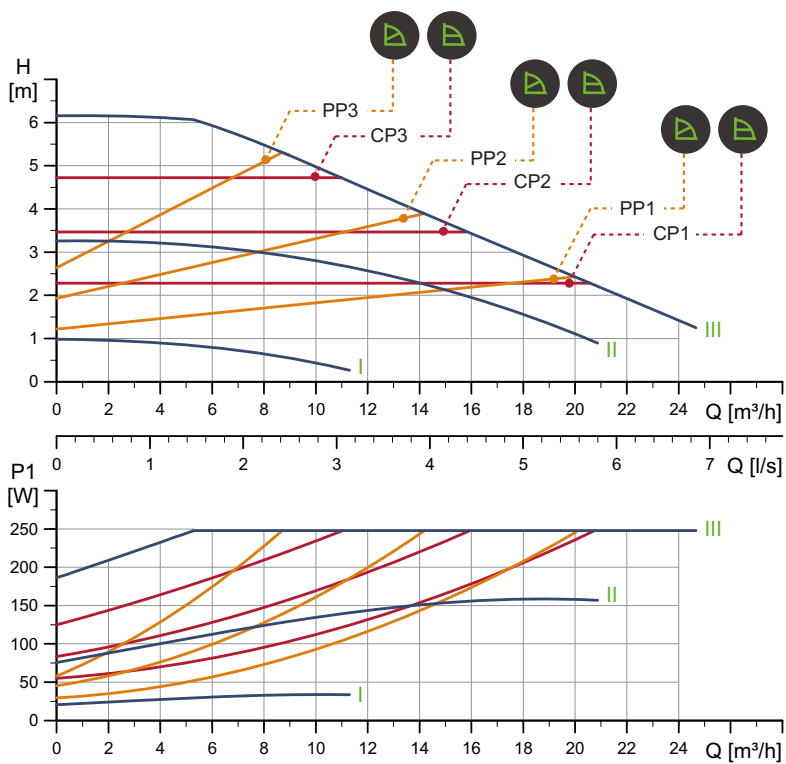 H
[m]
PP3
CP3
PP2
CP2
PP1
CP1
6
5
4
3
2
1
0
III
II
I
0 2 4 6 8 10 12 14 16 18 20 22 24 Q [m³/h]
0 1 2 3 4 5 6 7 Q [l/s]
P1
[W]
250
200
150
100
50
0
III
II
I
0 2 4 6 8 10 12 14 16 18 20 22 24 Q [m³/h]